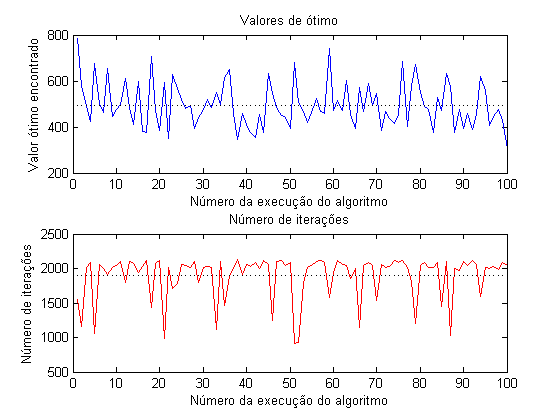 Valores de ótimo
800
600
400
200
Valor ótimo encontrado
0 10 20 30 40 50 60 70 80 90 100
Número da execução do algoritmo
Número de iterações
2500
2000
1500
1000
500
Número de iterações
0 10 20 30 40 50 60 70 80 90 100
Número da execução do algoritmo